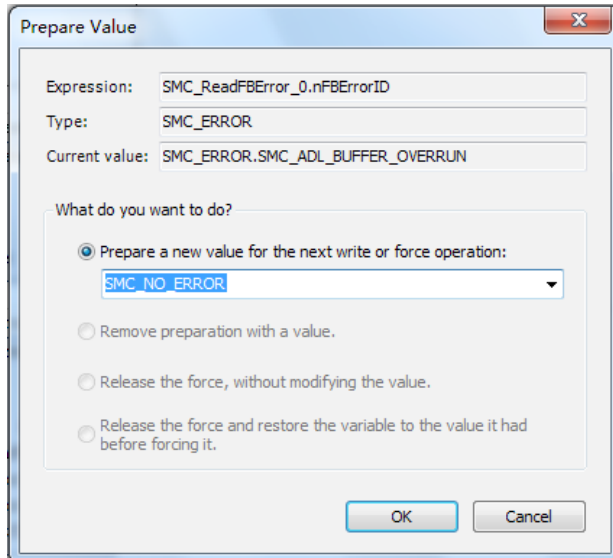 Prepare Value
Expression: SMC_ReadFBError_0.nFBErrorID
Type: SMC_ERROR
Current value: SMC_ERROR.SMC_ADL_BUFFER_OVERRUN
What do you want to do?
Prepare a new value for the next write or force operation:
SMC_NO_ERROR
Remove preparation with a value.
Release the force, without modifying the value.
Release the force and restore the variable to the value it had
before forcing it.
OK Cancel